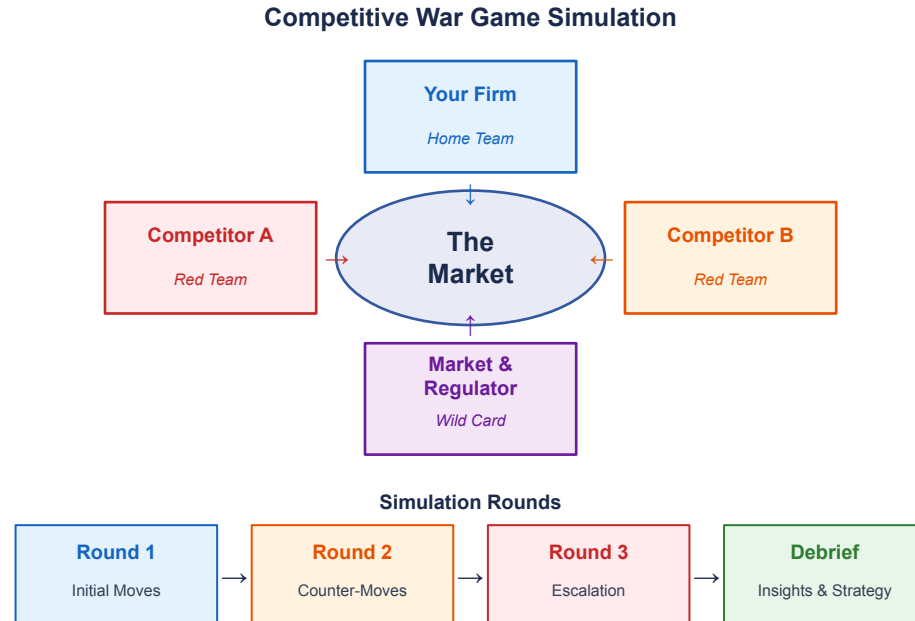 Competitive War Game Simulation
Your Firm
Home Team
Competitor A
Red Team
The
Market
Competitor B
Red Team
Market &
Regulator
Wild Card
Simulation Rounds
Round 1
Initial Moves
Round 2
Counter-Moves
Round 3
Escalation
Debrief
Insights & Strategy